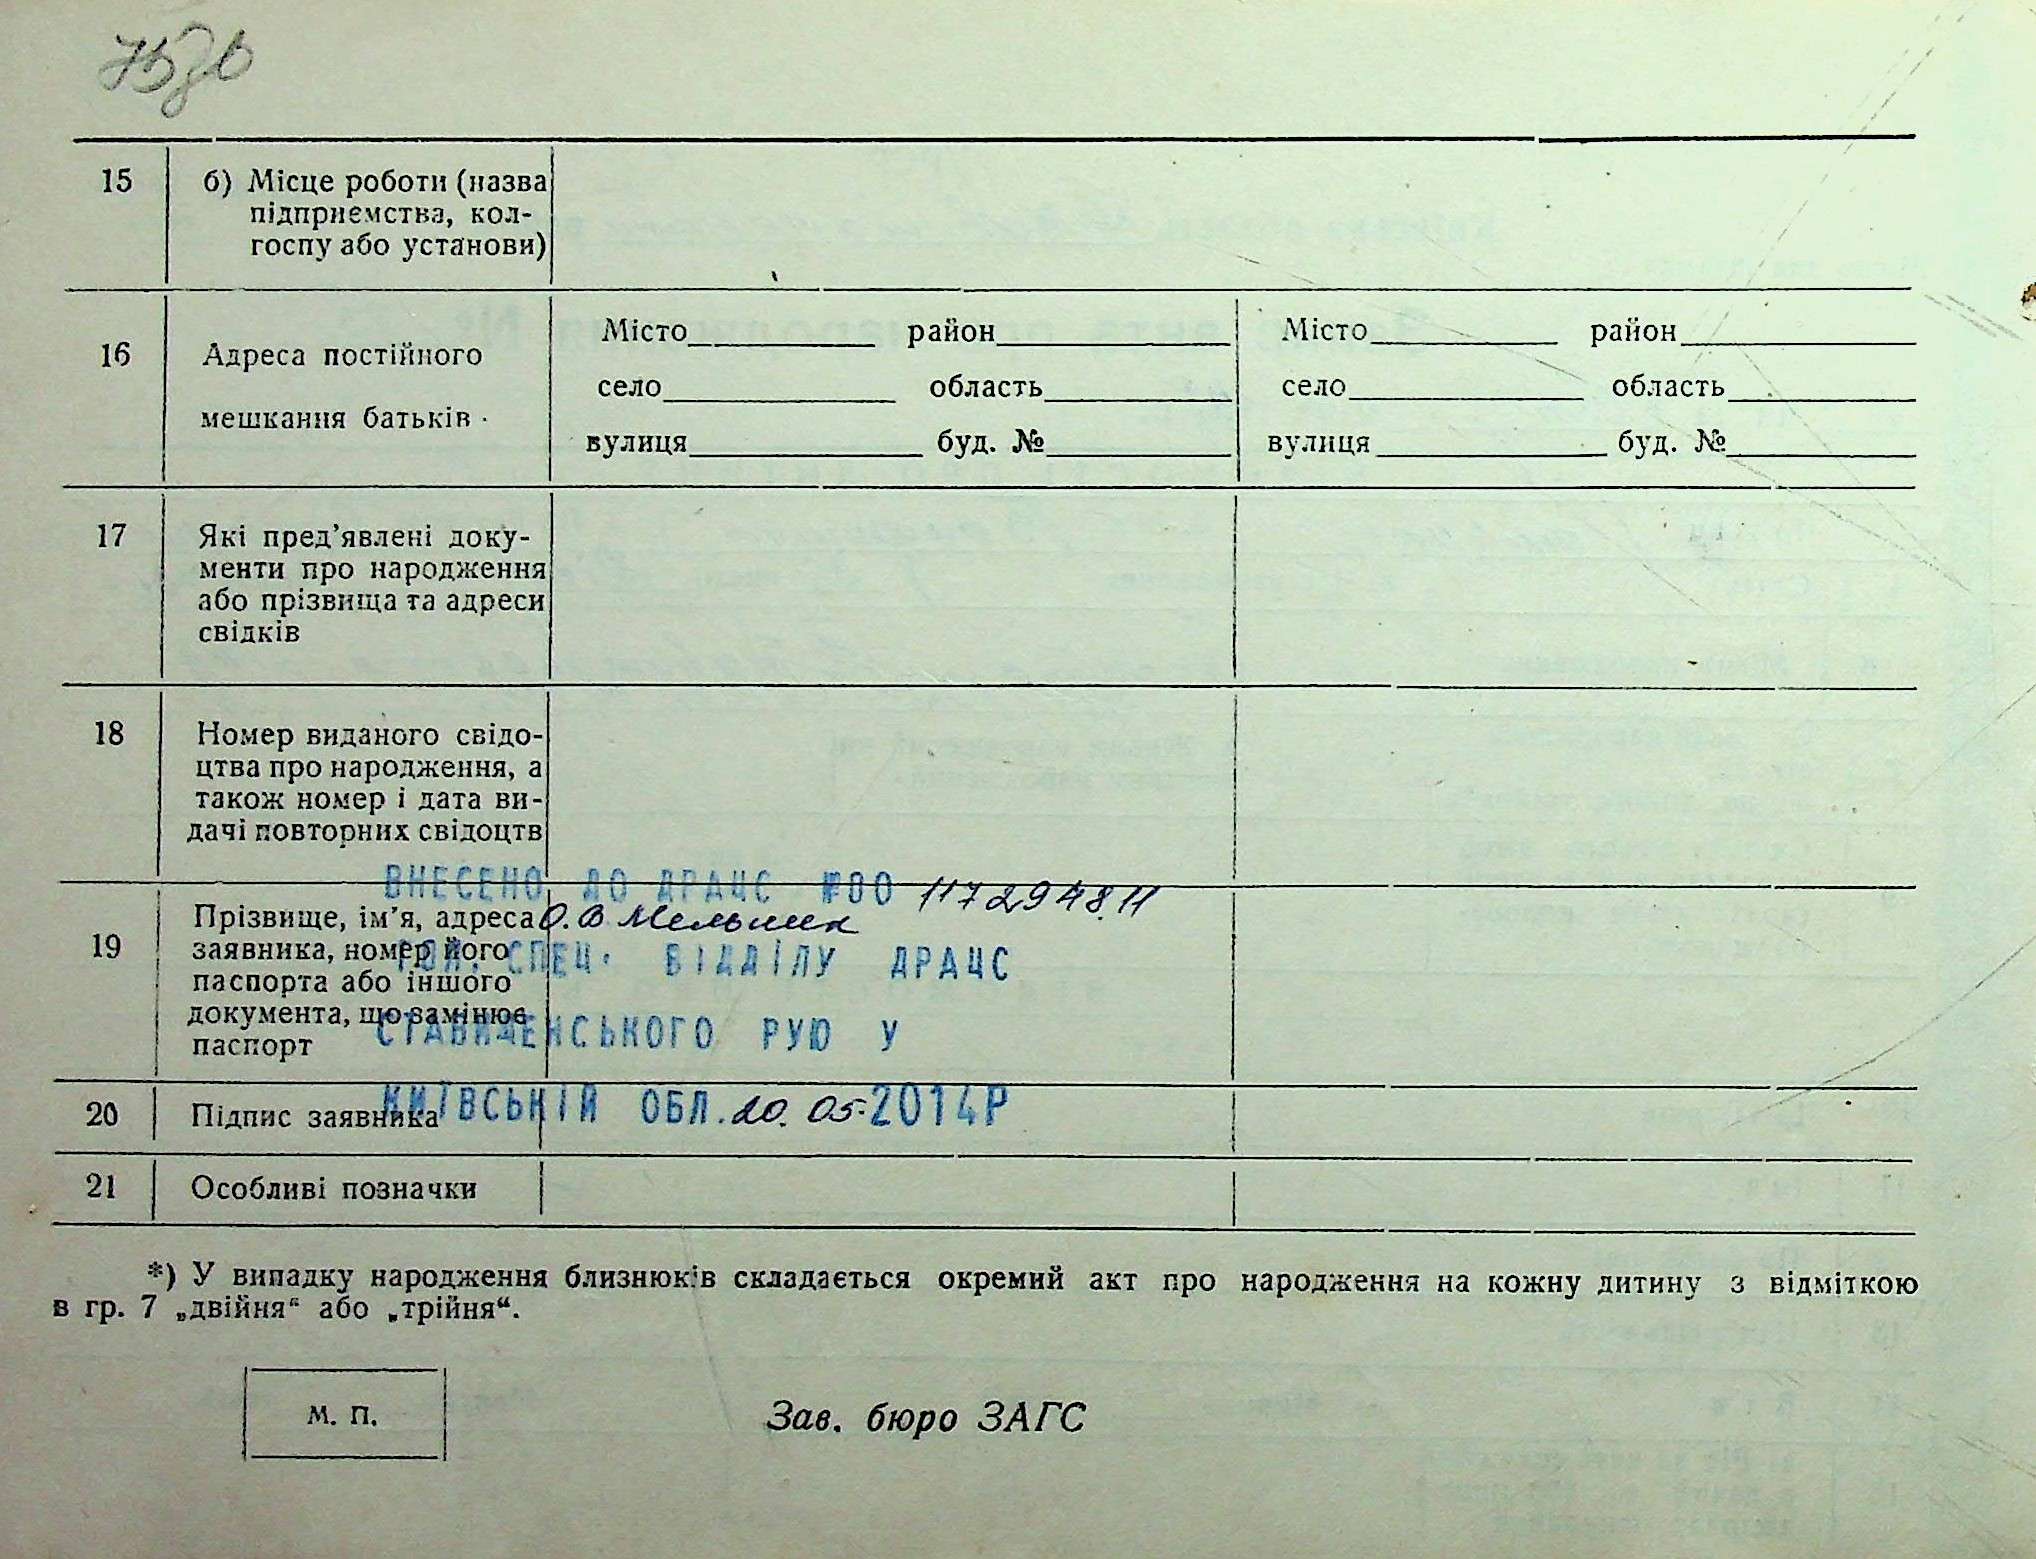 15 б) Місце роботи (назва
підприємства, кол-
госпу або установи)
16 Адреса постійного
мешкання батьків
Місто район Місто район
село область село область
вулиця буд. № вулиця буд. №
17 Які пред’явлені доку-
менти про народження
або прізвища та адреси
свідків
18 Номер виданого свідо-
цтва про народження, а
також номер і дата ви-
дачі повторних свідоцтв
ВНЕСЕНО ДО ДРАЦС №00 117294811
19 Прізвище, ім’я, адреса
заявника, номер його
паспорта або іншого
документа, що замінює
паспорт
О. В Мельник
ГОЛ. СПЕЦ. ВІДДІЛУ ДРАЦС
СТАВИЩЕНСЬКОГО РУЮ У
КИЇВСЬКІЙ ОБЛ. 20. 05. 2014Р
20 Підпис заявника
21 Особливі позначки
*) У випадку народження близнюків складається окремий акт про народження на кожну дитину з відміткою
в гр. 7 „двійня“ або „трійня“.
М. П.
Зав. бюро ЗАГС